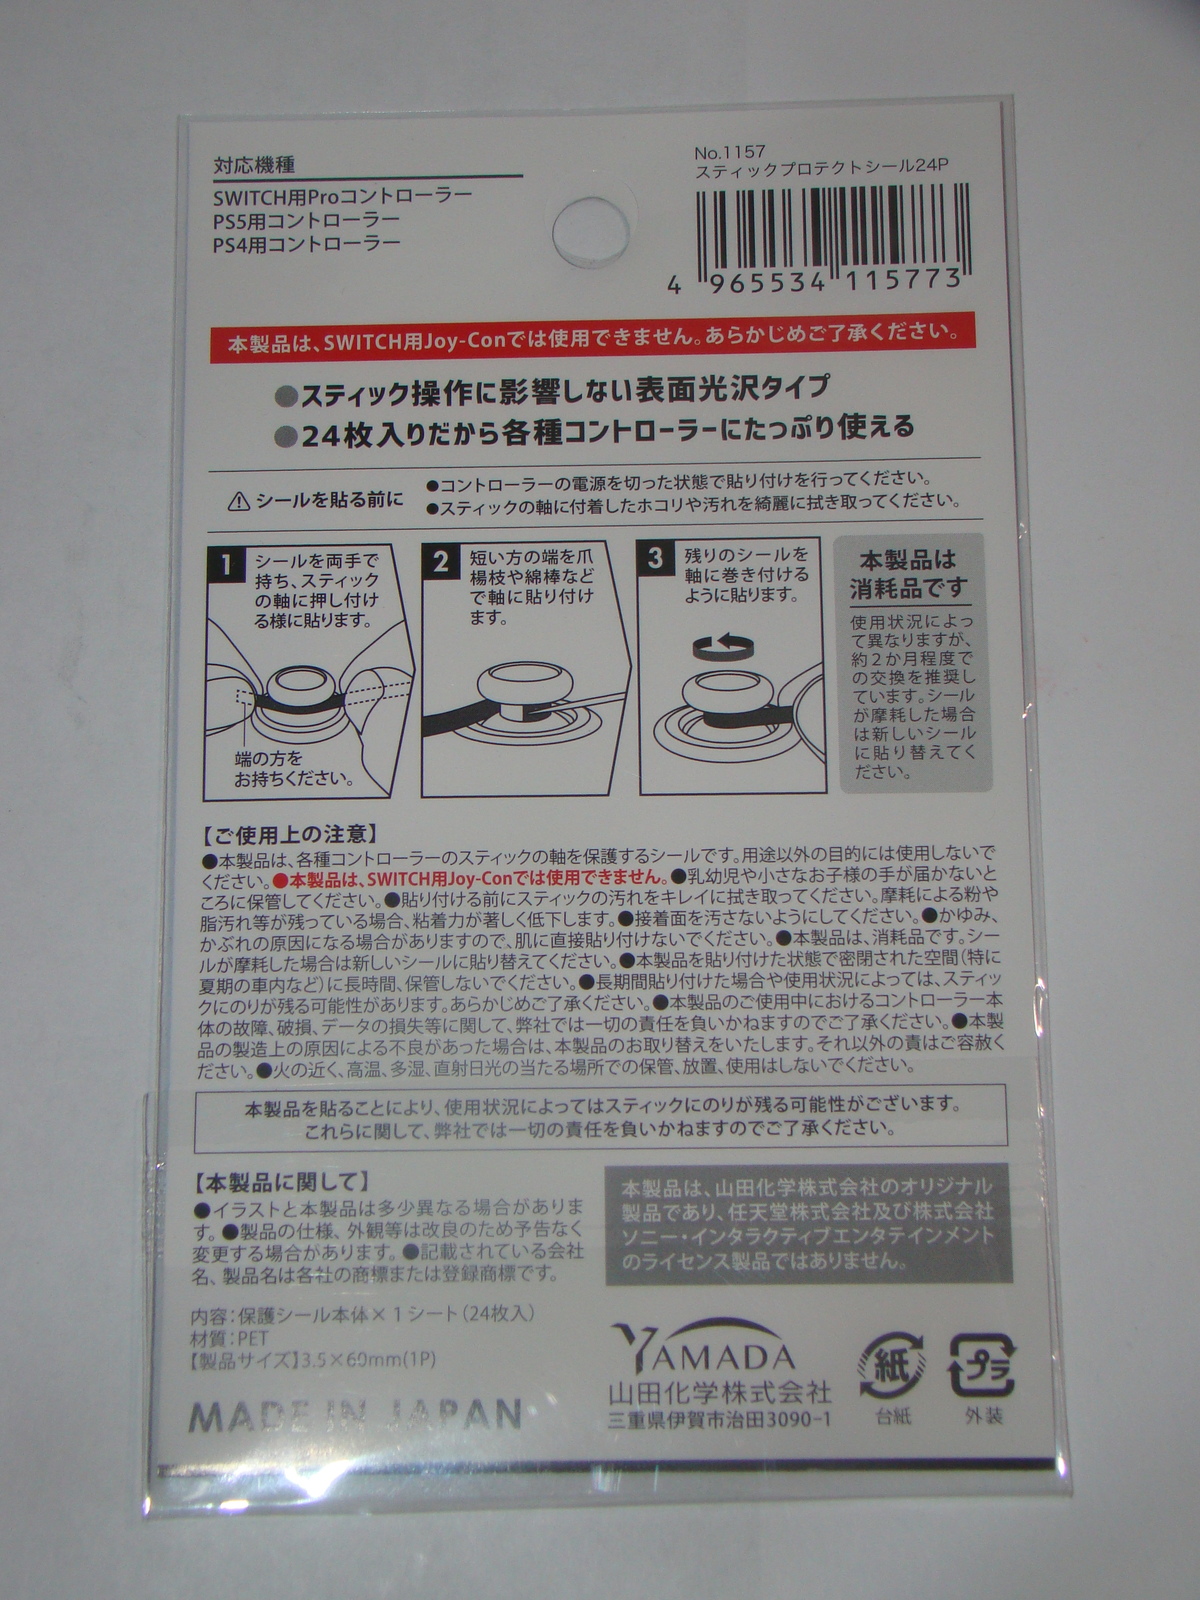 対応機種
SWITCH用Proコントローラー
PS5用コントローラー
PS4用コントローラー
No.1157
スティックプロテクトシール24P
4 965534 115773
本製品は、SWITCH用Joy-Conでは使用できません。あらかじめご了承ください。
●スティック操作に影響しない表面光沢タイプ
●24枚入りだから各種コントローラーにたっぷり使える
シールを貼る前に
●コントローラーの電源を切った状態で貼り付けを行ってください。
●スティックの軸に付着したホコリや汚れを綺麗に拭き取ってください。
1
シールを両手で
持ち、スティック
の軸に押し付け
る様に貼ります。
端の方を
お持ちください。
2
短い方の端を爪
楊枝や綿棒など
で軸に貼り付け
ます。
3
残りのシールを
軸に巻き付ける
ように貼ります。
本製品は
消耗品です
使用状況によっ
て異なりますが、
約2か月程度で
の交換を推奨し
ています。シール
が摩耗した場合
は新しいシール
に貼り替えてく
ださい。
【ご使用上の注意】
●本製品は、各種コントローラーのスティックの軸を保護するシールです。用途以外の目的には使用しないで
ください。●本製品は、SWITCH用Joy-Conでは使用できません。●乳幼児や小さなお子様の手が届かないと
ころに保管してください。●貼り付ける前にスティックの汚れをキレイに拭き取ってください。摩耗による粉や
脂汚れ等が残っている場合、粘着力が著しく低下します。●接着面を汚さないようにしてください。●かゆみ、
かぶれの原因になる場合がありますので、肌に直接貼り付けないでください。●本製品は、消耗品です。シー
ルが摩耗した場合は新しいシールに貼り替えてください。●本製品を貼り付けた状態で密閉された空間(特に
夏期の車内など)に長時間、保管しないでください。●長期間貼り付けた場合や使用状況によっては、スティッ
クにのりが残る可能性があります。あらかじめご了承ください。●本製品のご使用中におけるコントローラー本
体の故障、破損、データの損失等に関して、弊社では一切の責任を負いかねますのでご了承ください。●本製
品の製造上の原因による不良があった場合は、本製品のお取り替えをいたします。それ以外の責はご容赦く
ださい。●火の近く、高温、多湿、直射日光の当たる場所での保管、放置、使用はしないでください。
本製品を貼ることにより、使用状況によってはスティックにのりが残る可能性がございます。
これらに関して、弊社では一切の責任を負いかねますのでご了承ください。
【本製品に関して】
●イラストと本製品は多少異なる場合がありま
す。●製品の仕様、外観等は改良のため予告なく
変更する場合があります。●記載されている会社
名、製品名は各社の商標または登録商標です。
本製品は、山田化学株式会社のオリジナル
製品であり、任天堂株式会社及び株式会社
ソニー・インタラクティブエンタテインメント
のライセンス製品ではありません。
内容:保護シール本体×1シート(24枚入)
材質:PET
【製品サイズ】3.5×60mm(1P)
MADE IN JAPAN
YAMADA
山田化学株式会社
三重県伊賀市治田3090-1
紙
台紙
プラ
外装